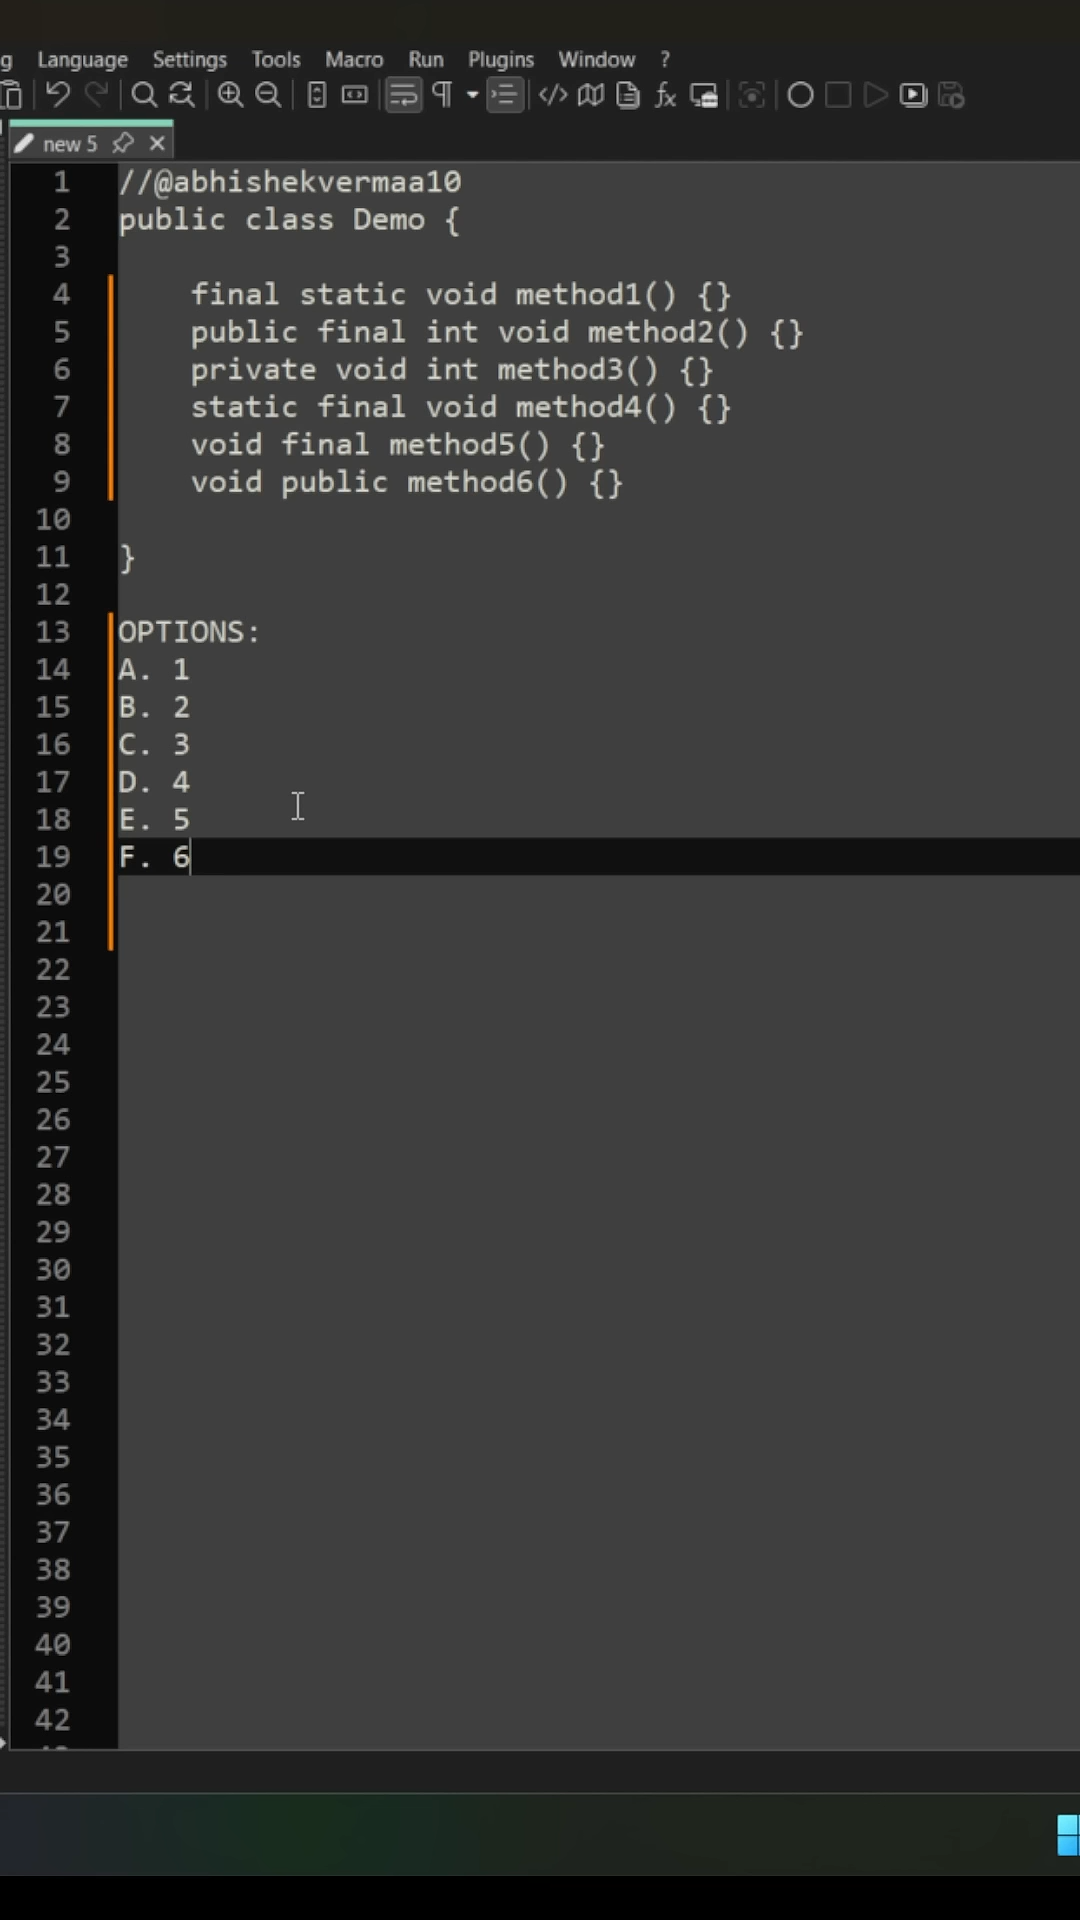 g Language Settings Tools Macro Run Plugins Window ?
new 5
1 //@abhishekvermaa10
2 public class Demo {
3
4 final static void method1() {}
5 public final int void method2() {}
6 private void int method3() {}
7 static final void method4() {}
8 void final method5() {}
9 void public method6() {}
10
11 }
12
13 OPTIONS:
14 A. 1
15 B. 2
16 C. 3
17 D. 4
18 E. 5
19 F. 6
20
21
22
23
24
25
26
27
28
29
30
31
32
33
34
35
36
37
38
39
40
41
42